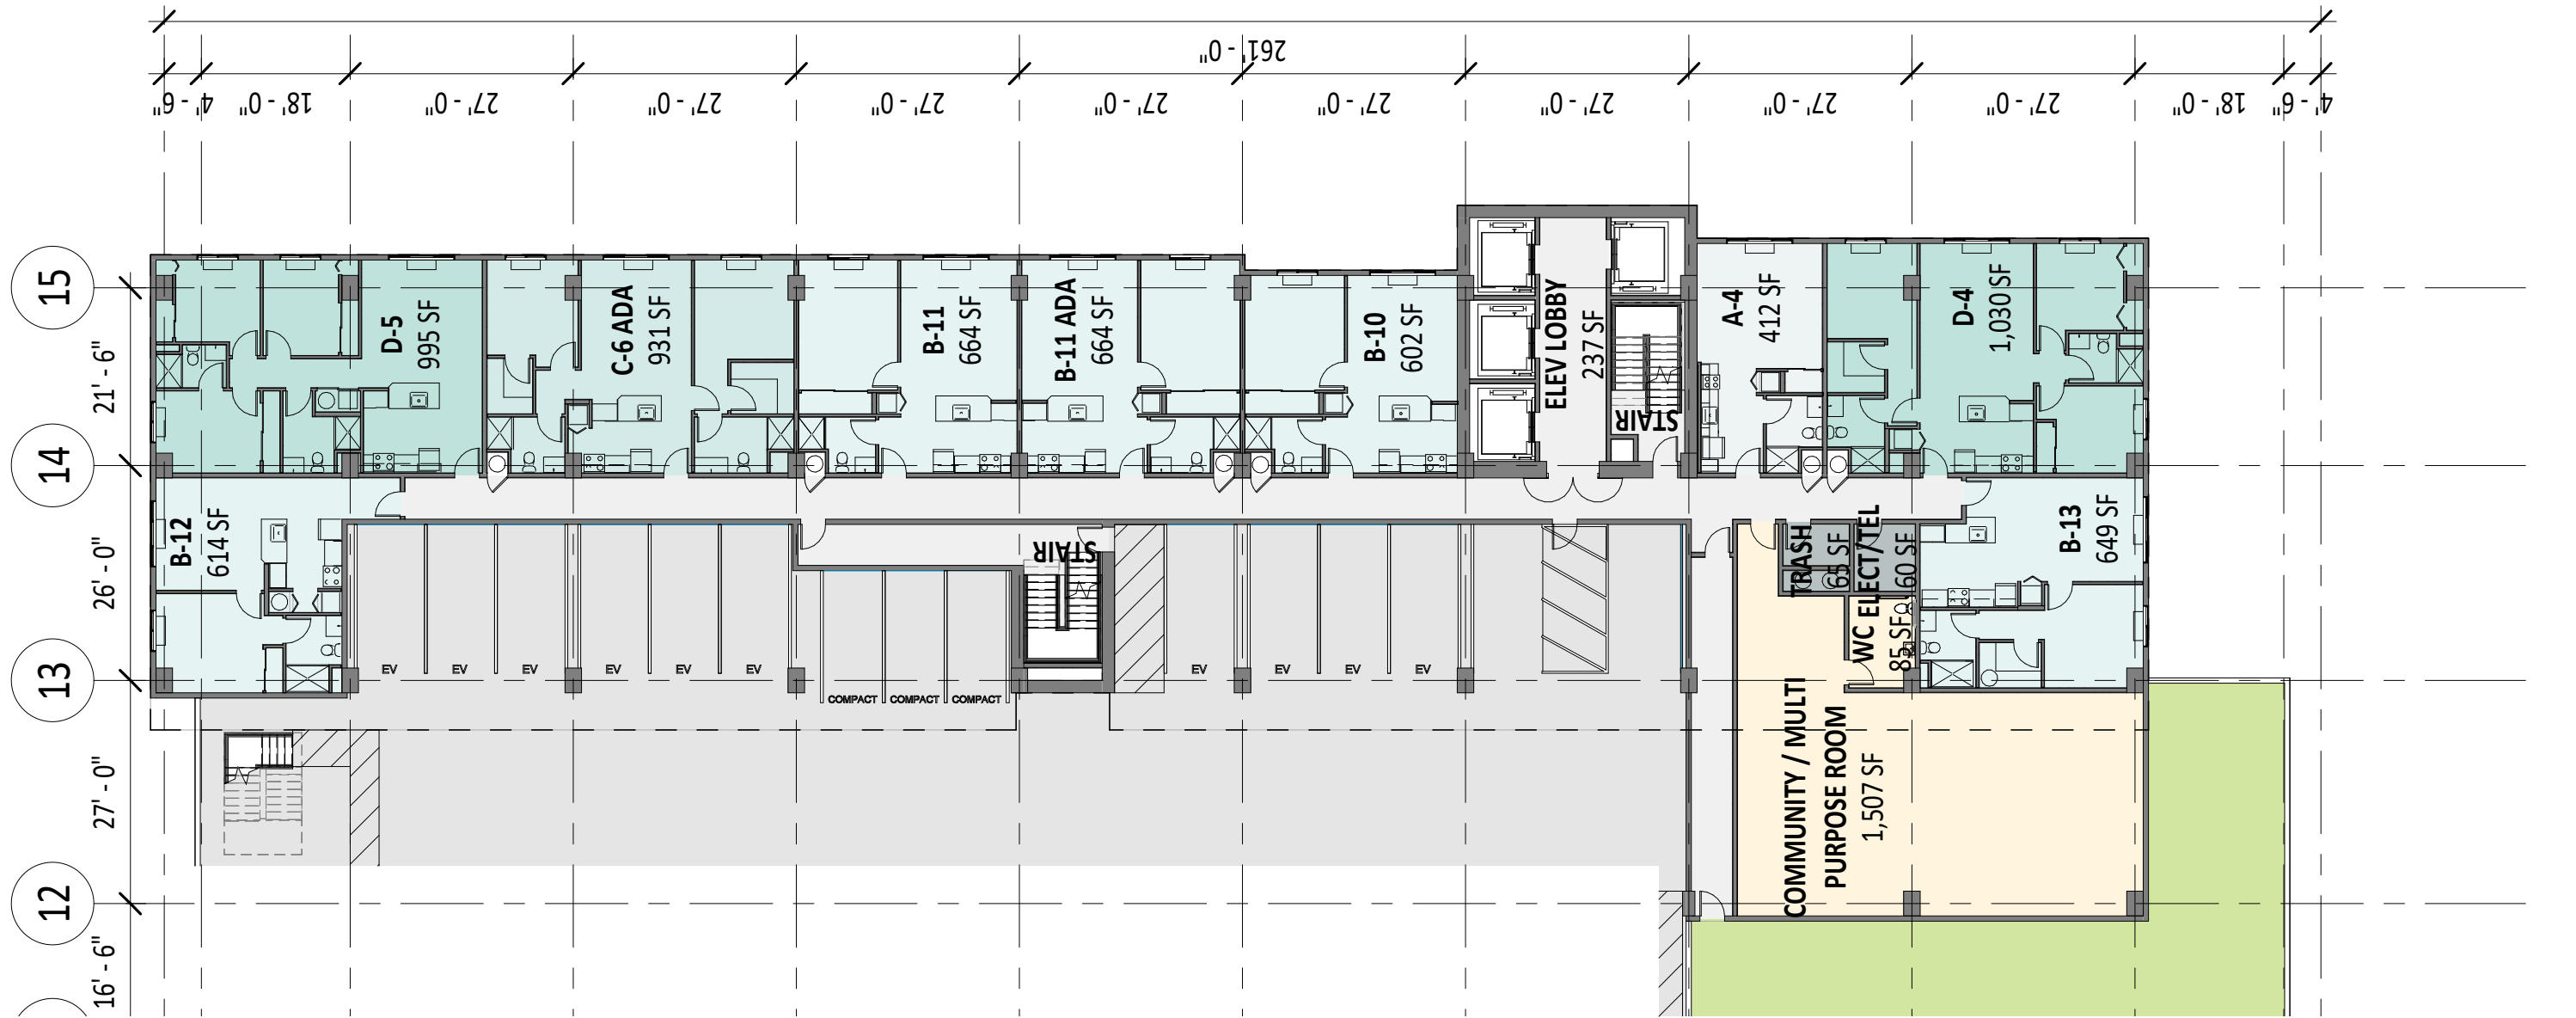 261' - 0"
4' - 6"
18' - 0"
27' - 0"
27' - 0"
27' - 0"
27' - 0"
27' - 0"
27' - 0"
27' - 0"
27' - 0"
18' - 0"
4' - 6"
15
21' - 6"
14
26' - 0"
13
27' - 0"
12
16' - 6"
D-5
995 SF
C-6 ADA
931 SF
B-11
664 SF
B-11 ADA
664 SF
B-10
602 SF
ELEV LOBBY
237 SF
STAIR
A-4
412 SF
D-4
1,030 SF
B-12
614 SF
STAIR
TRASH
65 SF
ELECT/TEL
60 SF
WC
85 SF
B-13
649 SF
EV
EV
EV
EV
EV
EV
COMPACT
COMPACT
COMPACT
EV
EV
EV
EV
COMMUNITY / MULTI
PURPOSE ROOM
1,507 SF